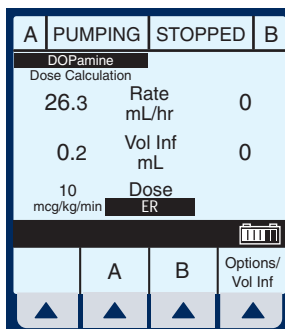 A PUMPING STOPPED B
DOPamine
Dose Calculation
26.3 Rate mL/hr 0
0.2 Vol Inf mL 0
10 mcg/kg/min Dose
ER
A B Options/ Vol Inf